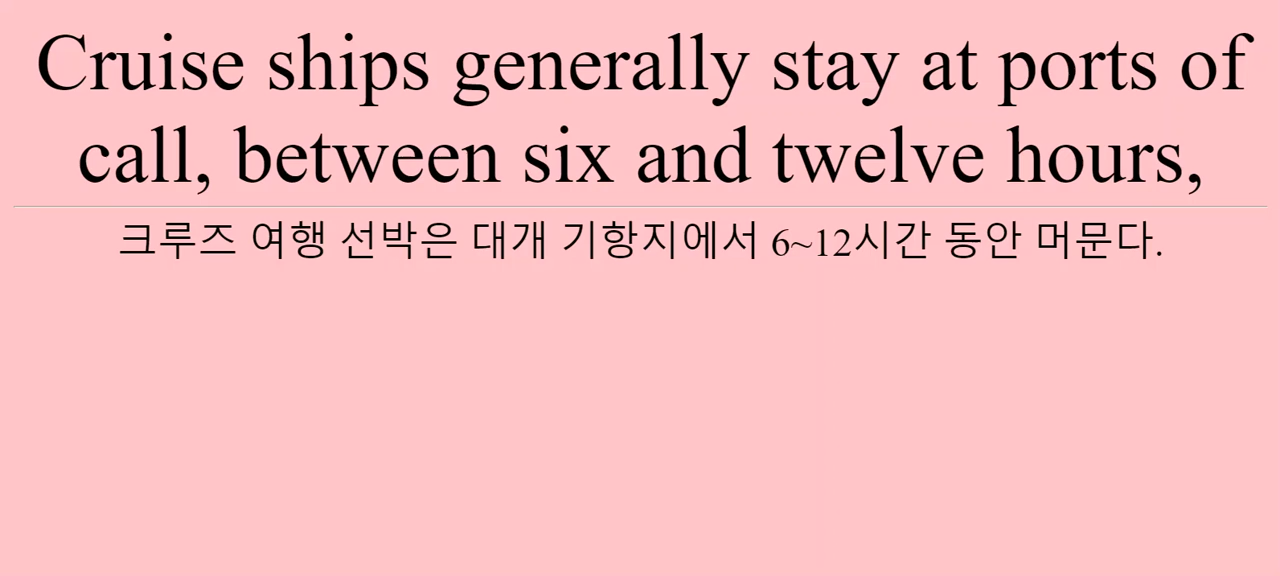 Cruise ships generally stay at ports of
call, between six and twelve hours,
크루즈 여행 선박은 대개 기항지에서 6~12시간 동안 머문다.